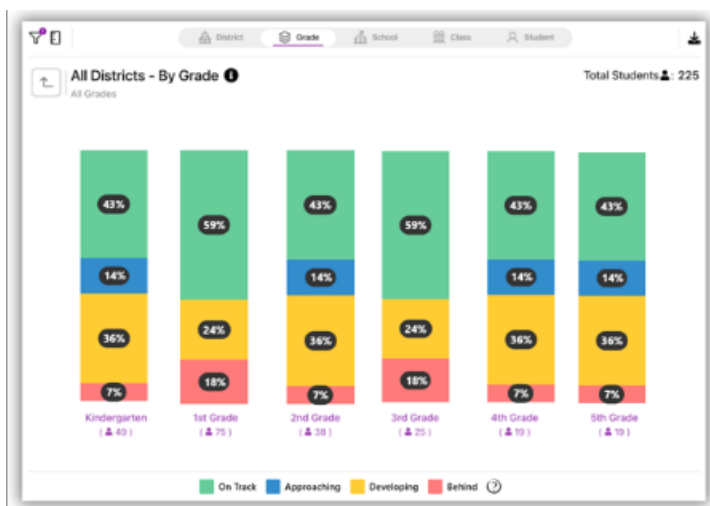 District Grade School Class Student
All Districts - By Grade
Total Students: 225
All Grades
43% 59% 43% 59% 43% 43%
14% 14% 14% 14%
36% 24% 36% 24% 36% 36%
7% 18% 7% 18% 7% 7%
Kindergarten 1st Grade 2nd Grade 3rd Grade 4th Grade 5th Grade
( 49 ) ( 75 ) ( 38 ) ( 25 ) ( 19 ) ( 19 )
On Track Approaching Developing Behind ?